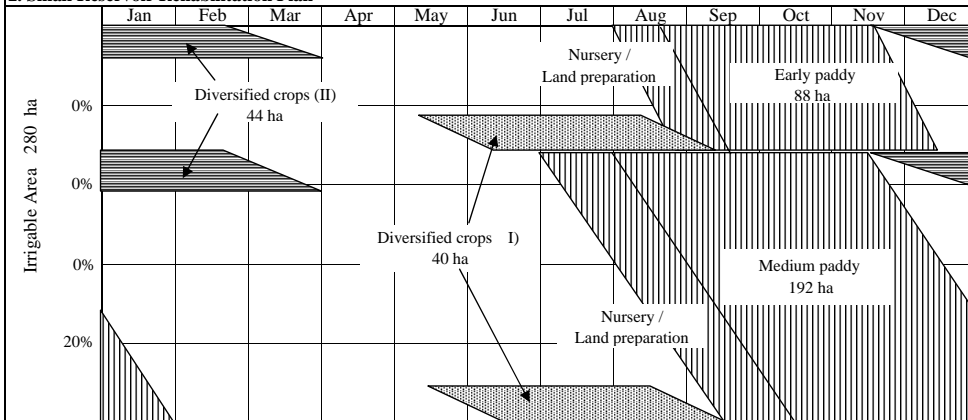 2. Small Reservoir Rehabilitation Plan
Jan Feb Mar Apr May Jun Jul Aug Sep Oct Nov Dec
Nursery /
Land preparation
Early paddy
88 ha
Diversified crops (II)
44 ha
0%
0%
Irrigable Area 280 ha
Diversified crops I)
40 ha
0%
Medium paddy
192 ha
Nursery /
Land preparation
20%